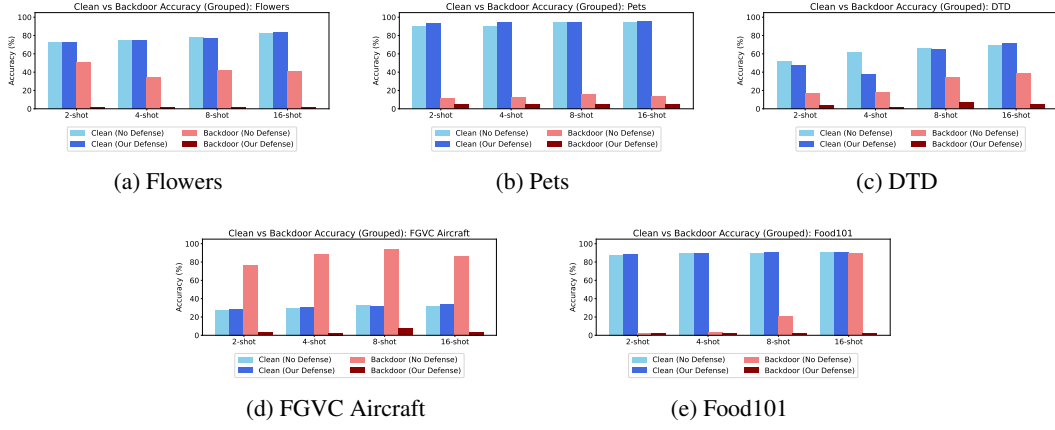 Clean vs Backdoor Accuracy (Grouped): Flowers
Accuracy (%)
100
80
60
40
20
0
2-shot 4-shot 8-shot 16-shot
Clean (No Defense) Backdoor (No Defense)
Clean (Our Defense) Backdoor (Our Defense)
(a) Flowers
Clean vs Backdoor Accuracy (Grouped): Pets
Accuracy (%)
100
80
60
40
20
0
2-shot 4-shot 8-shot 16-shot
Clean (No Defense) Backdoor (No Defense)
Clean (Our Defense) Backdoor (Our Defense)
(b) Pets
Clean vs Backdoor Accuracy (Grouped): DTD
Accuracy (%)
100
80
60
40
20
0
2-shot 4-shot 8-shot 16-shot
Clean (No Defense) Backdoor (No Defense)
Clean (Our Defense) Backdoor (Our Defense)
(c) DTD
Clean vs Backdoor Accuracy (Grouped): FGVC Aircraft
Accuracy (%)
100
80
60
40
20
0
2-shot 4-shot 8-shot 16-shot
Clean (No Defense) Backdoor (No Defense)
Clean (Our Defense) Backdoor (Our Defense)
(d) FGVC Aircraft
Clean vs Backdoor Accuracy (Grouped): Food101
Accuracy (%)
100
80
60
40
20
0
2-shot 4-shot 8-shot 16-shot
Clean (No Defense) Backdoor (No Defense)
Clean (Our Defense) Backdoor (Our Defense)
(e) Food101